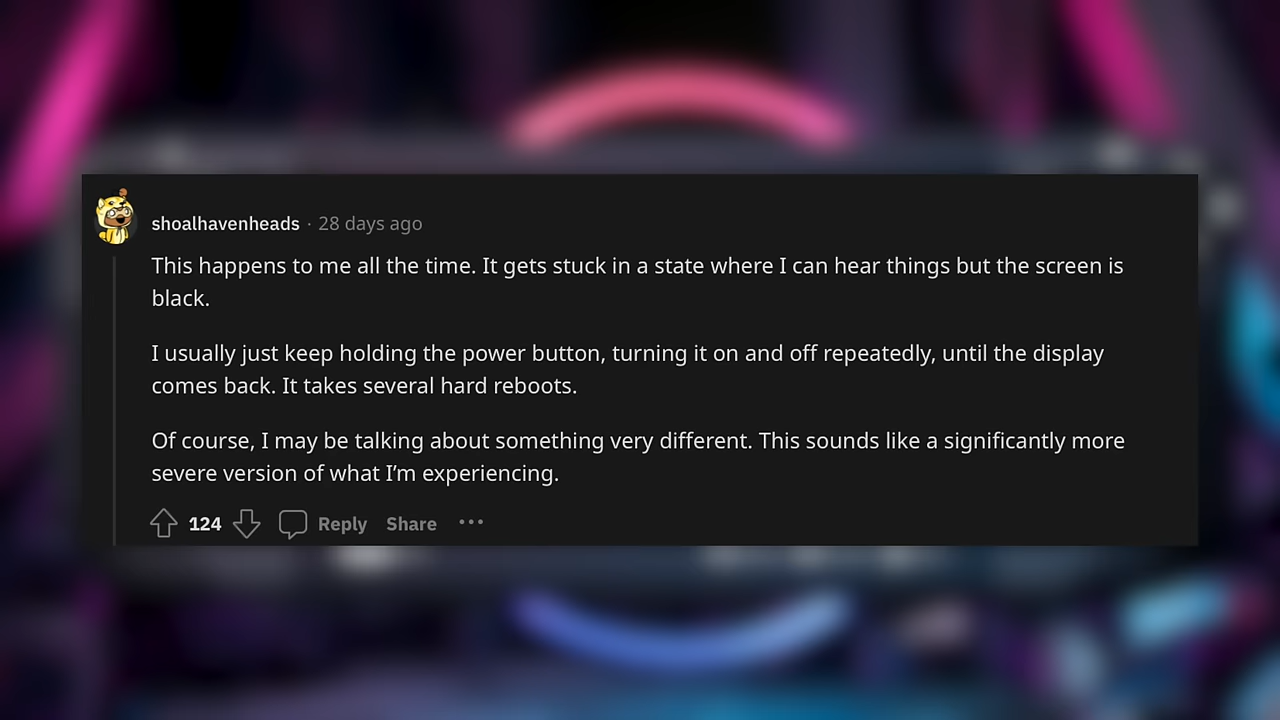 shoalhavenheads · 28 days ago
This happens to me all the time. It gets stuck in a state where I can hear things but the screen is
black.
I usually just keep holding the power button, turning it on and off repeatedly, until the display
comes back. It takes several hard reboots.
Of course, I may be talking about something very different. This sounds like a significantly more
severe version of what I’m experiencing.
124 Reply Share ···